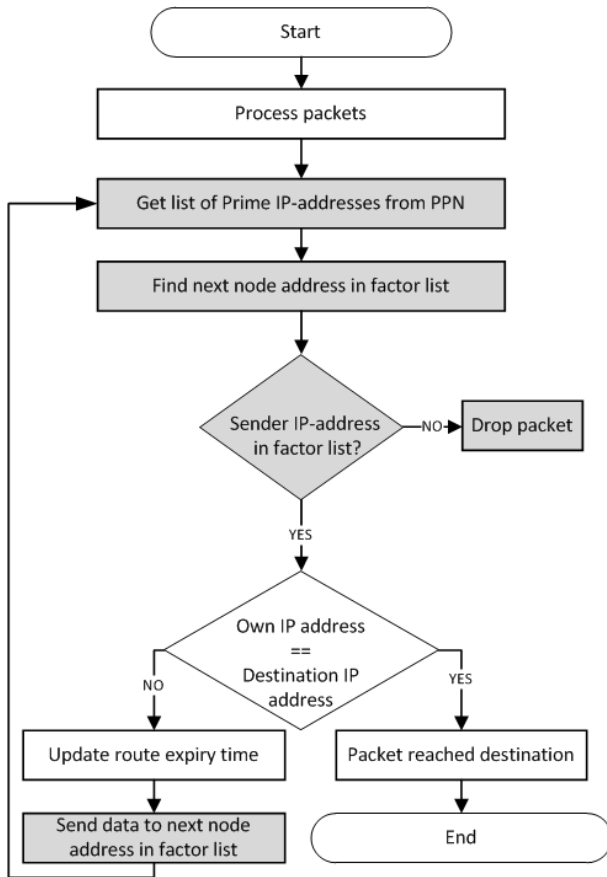 Start
Process packets
Get list of Prime IP-addresses from PPN
Find next node address in factor list
Sender IP-address
in factor list?
NO
Drop packet
YES
Own IP address
==
Destination IP
address
NO
YES
Update route expiry time
Packet reached destination
Send data to next node
address in factor list
End